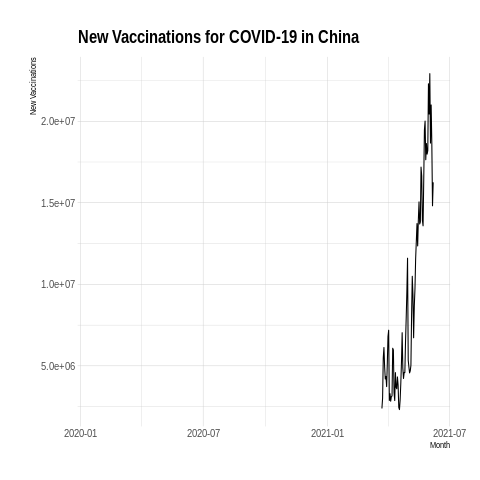 New Vaccinations for COVID-19 in China
New Vaccinations
2.0e+07
1.5e+07
1.0e+07
5.0e+06
2020-01
2020-07
2021-01
2021-07
Month